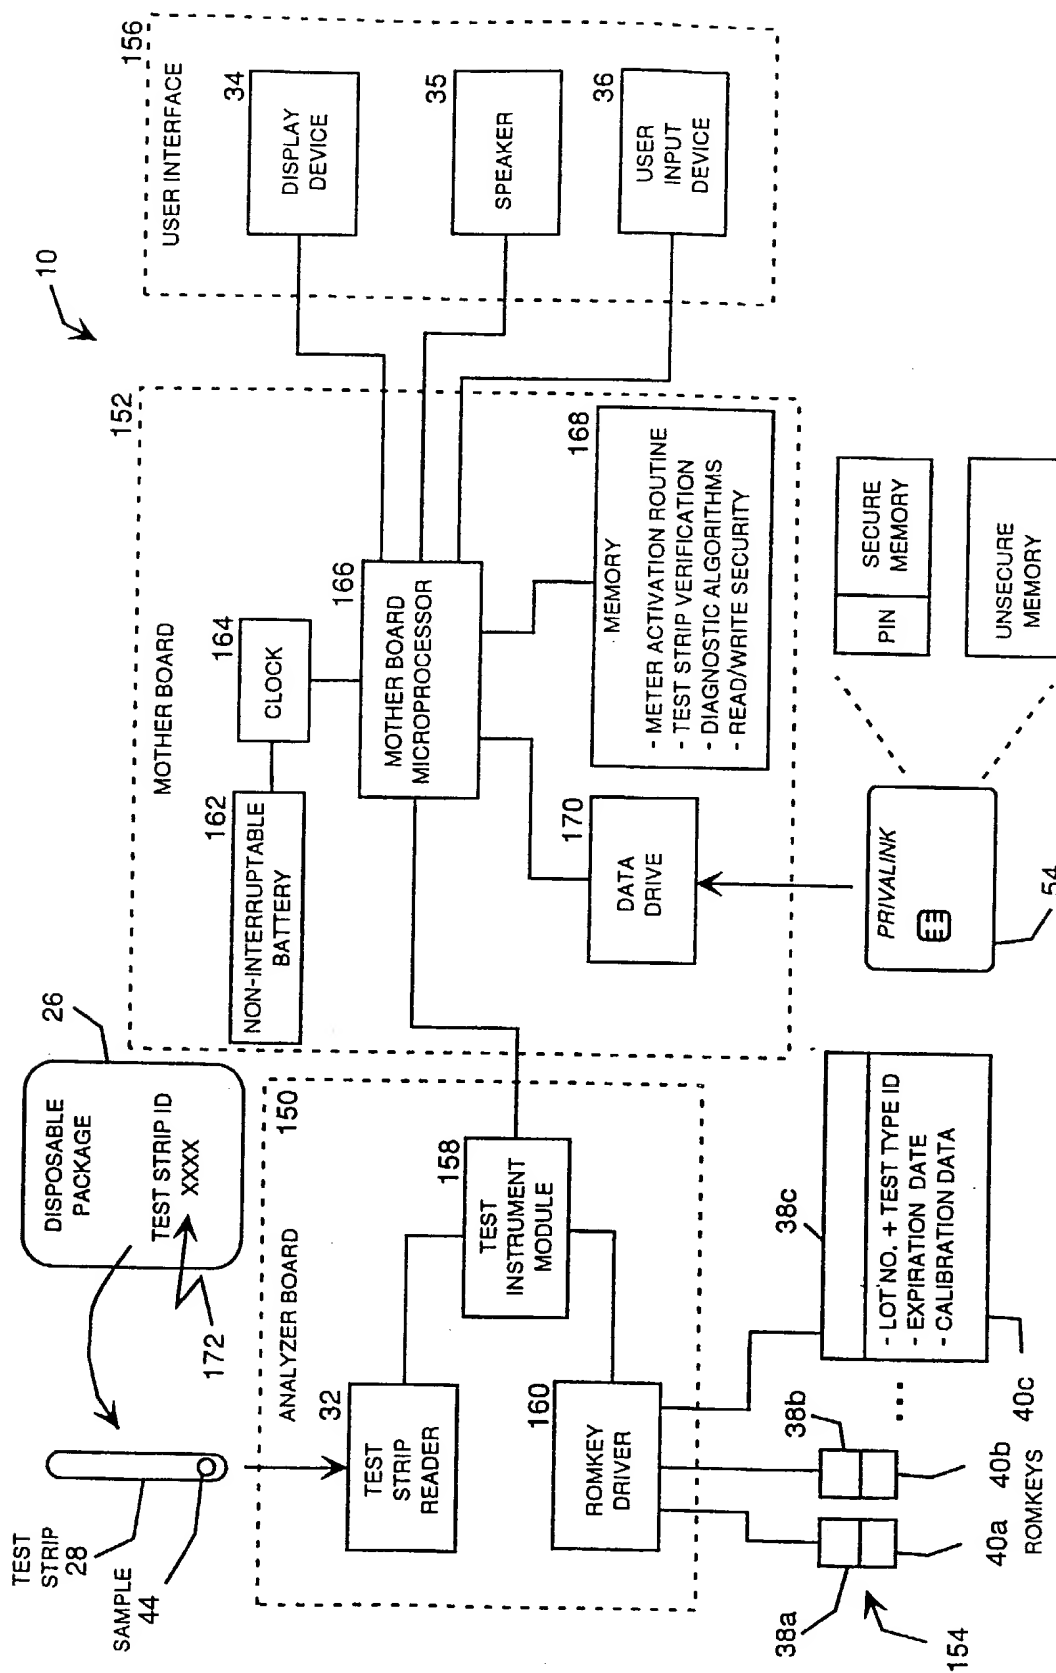 10
USER INTERFACE
156
DISPLAY
DEVICE
34
SPEAKER
35
USER
INPUT
DEVICE
36
MOTHER BOARD
152
NON-INTERRUPTABLE
BATTERY
162
CLOCK
164
MOTHER BOARD
MICROPROCESSOR
166
MEMORY
- METER ACTIVATION ROUTINE
- TEST STRIP VERIFICATION
- DIAGNOSTIC ALGORITHMS
- READ/WRITE SECURITY
168
DATA
DRIVE
170
PRIVALINK
54
PIN
SECURE
MEMORY
UNSECURE
MEMORY
DISPOSABLE
PACKAGE
TEST STRIP ID
XXXX
26
172
TEST
STRIP
28
SAMPLE
44
ANALYZER BOARD
150
TEST
STRIP
READER
32
TEST
INSTRUMENT
MODULE
158
ROMKEY
DRIVER
160
38a
38b
38c
- LOT NO. + TEST TYPE ID
- EXPIRATION DATE
- CALIBRATION DATA
...
40a
40b
40c
ROMKEYS
154